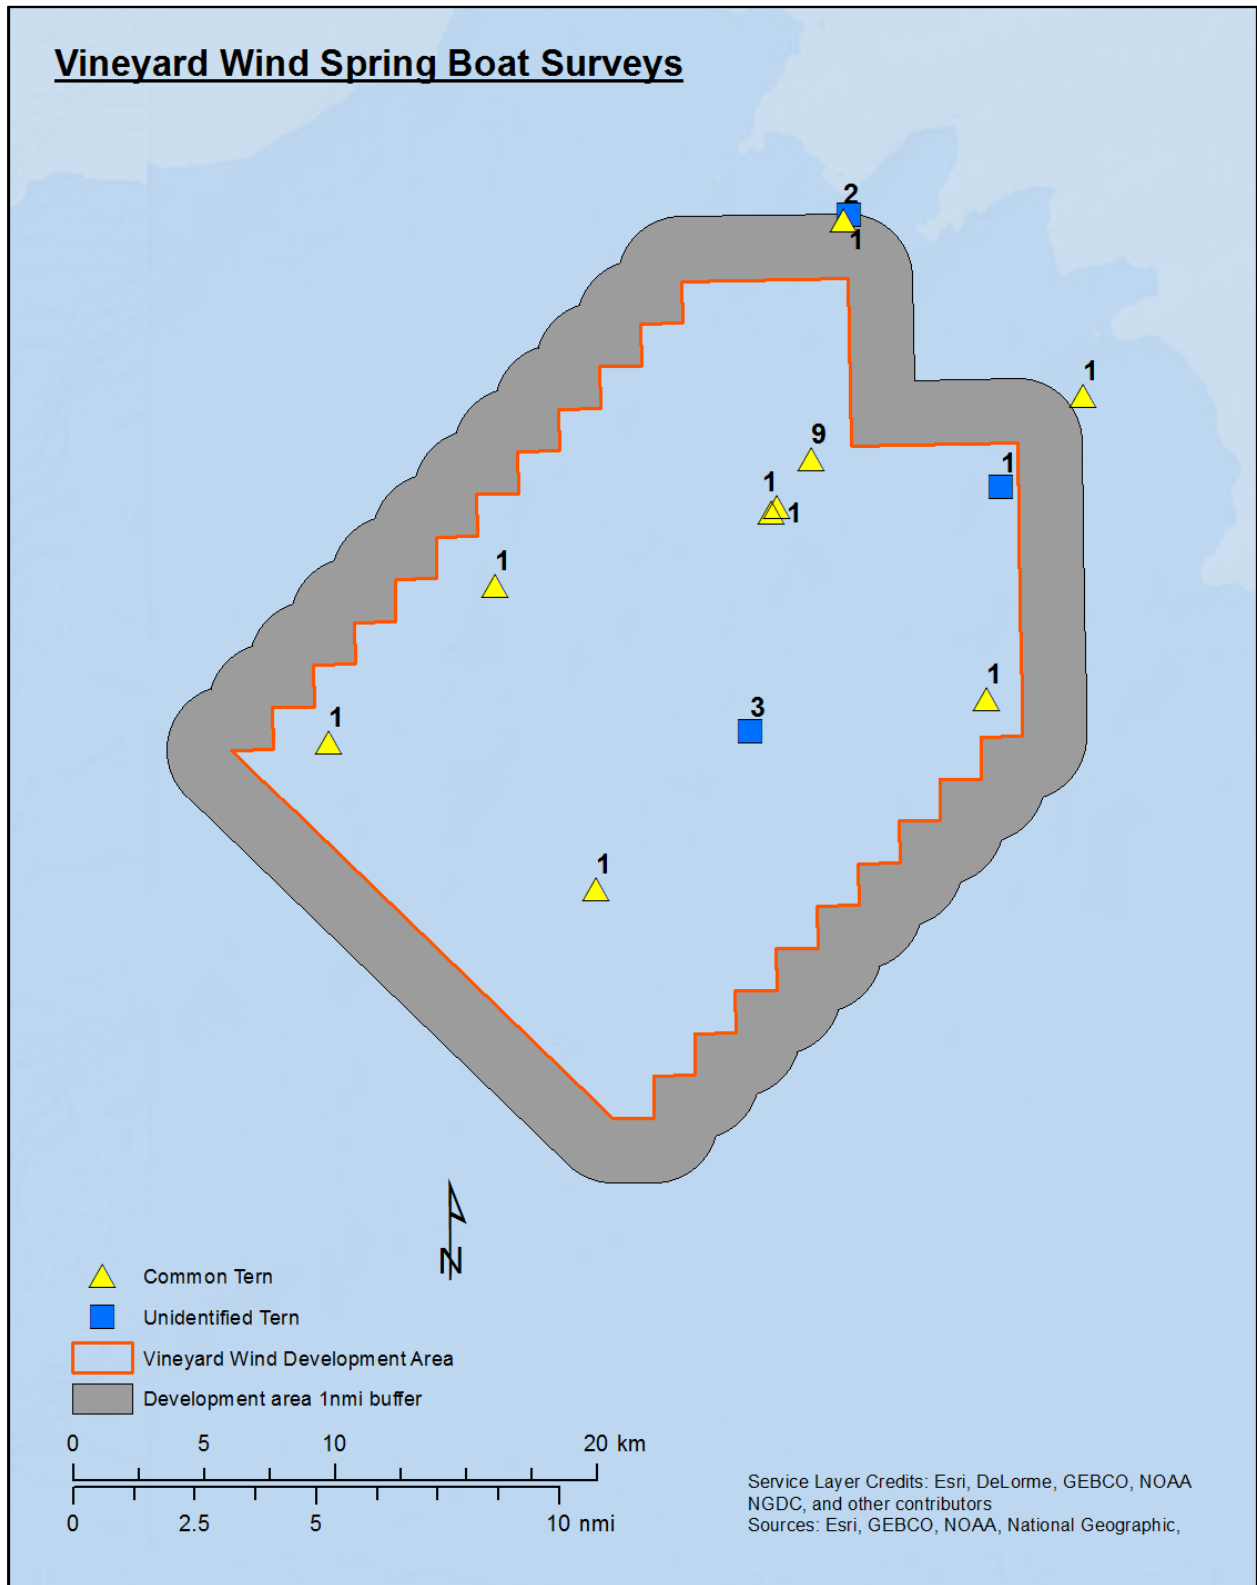 Vineyard Wind Spring Boat Surveys
2
1
1
9
1
1
1
1
1
3
1
1
N
Common Tern
Unidentified Tern
Vineyard Wind Development Area
Development area 1nmi buffer
0 5 10 20 km
0 2.5 5 10 nmi
Service Layer Credits: Esri, DeLorme, GEBCO, NOAA
NGDC, and other contributors
Sources: Esri, GEBCO, NOAA, National Geographic,